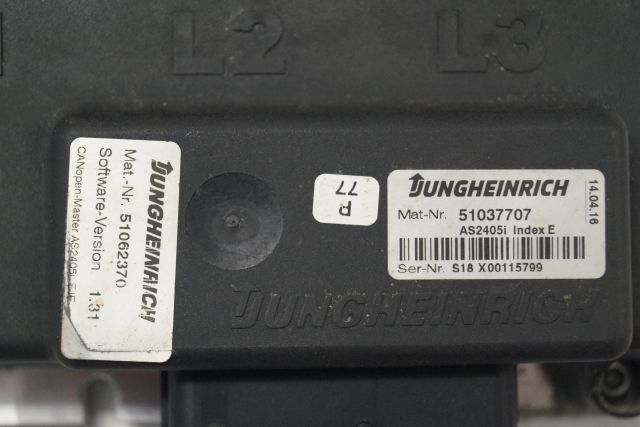 L2 L3
JUNGHEINRICH
Mat.-Nr. 51062370
Software-Version 1.31
CANopen-Master AS2405i
R
77
JUNGHEINRICH
14.04.16
Mat-Nr. 51037707
AS2405i Index E
Ser-Nr. S18 X00115799
JUNGHEINRICH